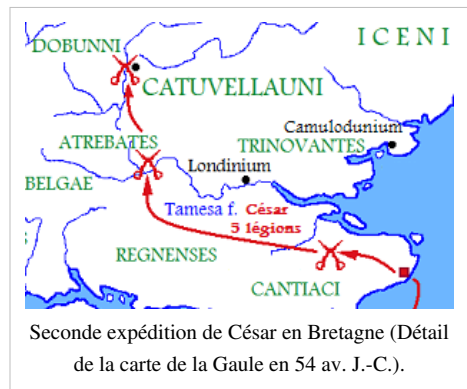 ICENI
DOBUNNI
CATUVELLAUNI
Camulodunium
ATREBATES
TRINOVANTES
Londinium
BELGAE
Tamesa f. César
5 légions
REGNENSES
CANTIACI
Seconde expédition de César en Bretagne (Détail
de la carte de la Gaule en 54 av. J.-C.).